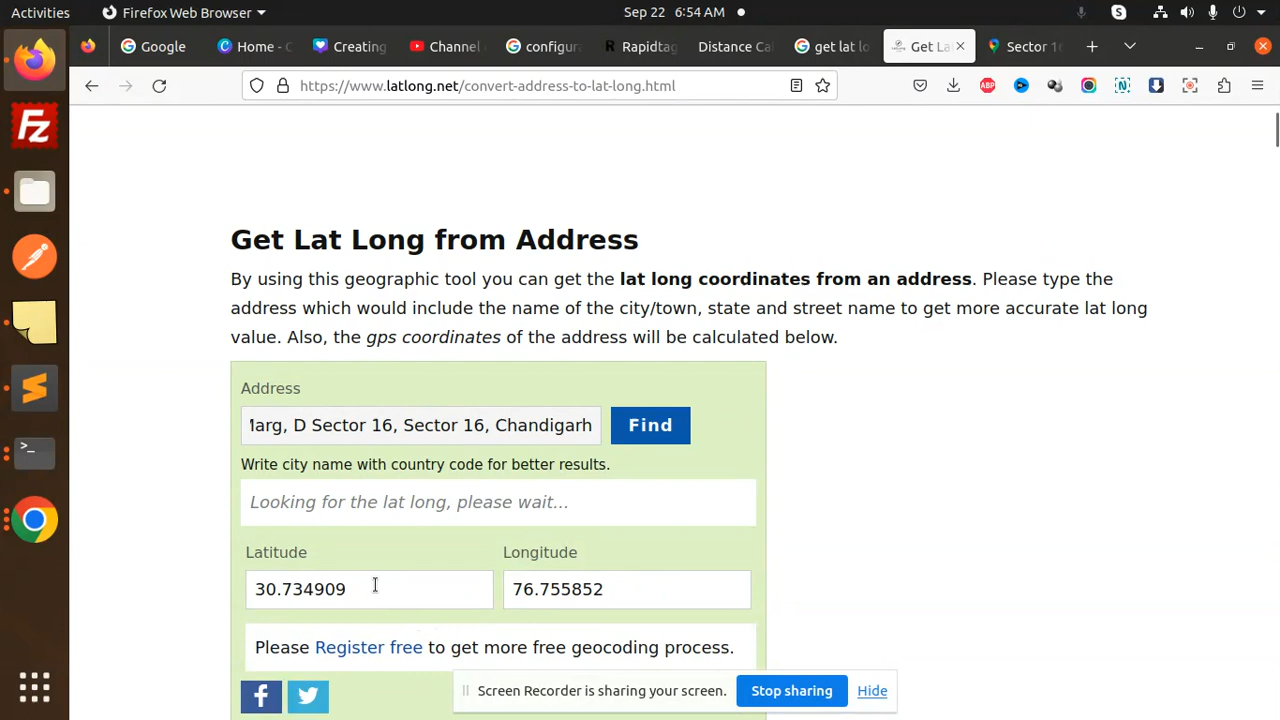 Activities
Firefox Web Browser
Sep 22 6:54 AM
Google
Home - C
Creating
Channel
configura
Rapidtag
Distance Cal
get lat lo
Get La
Sector 1
https://www.latlong.net/convert-address-to-lat-long.html
Get Lat Long from Address
By using this geographic tool you can get the lat long coordinates from an address. Please type the
address which would include the name of the city/town, state and street name to get more accurate lat long
value. Also, the gps coordinates of the address will be calculated below.
Address
Marg, D Sector 16, Sector 16, Chandigarh
Find
Write city name with country code for better results.
Looking for the lat long, please wait...
Latitude
Longitude
30.734909
76.755852
Please Register free to get more free geocoding process.
Screen Recorder is sharing your screen.
Stop sharing
Hide